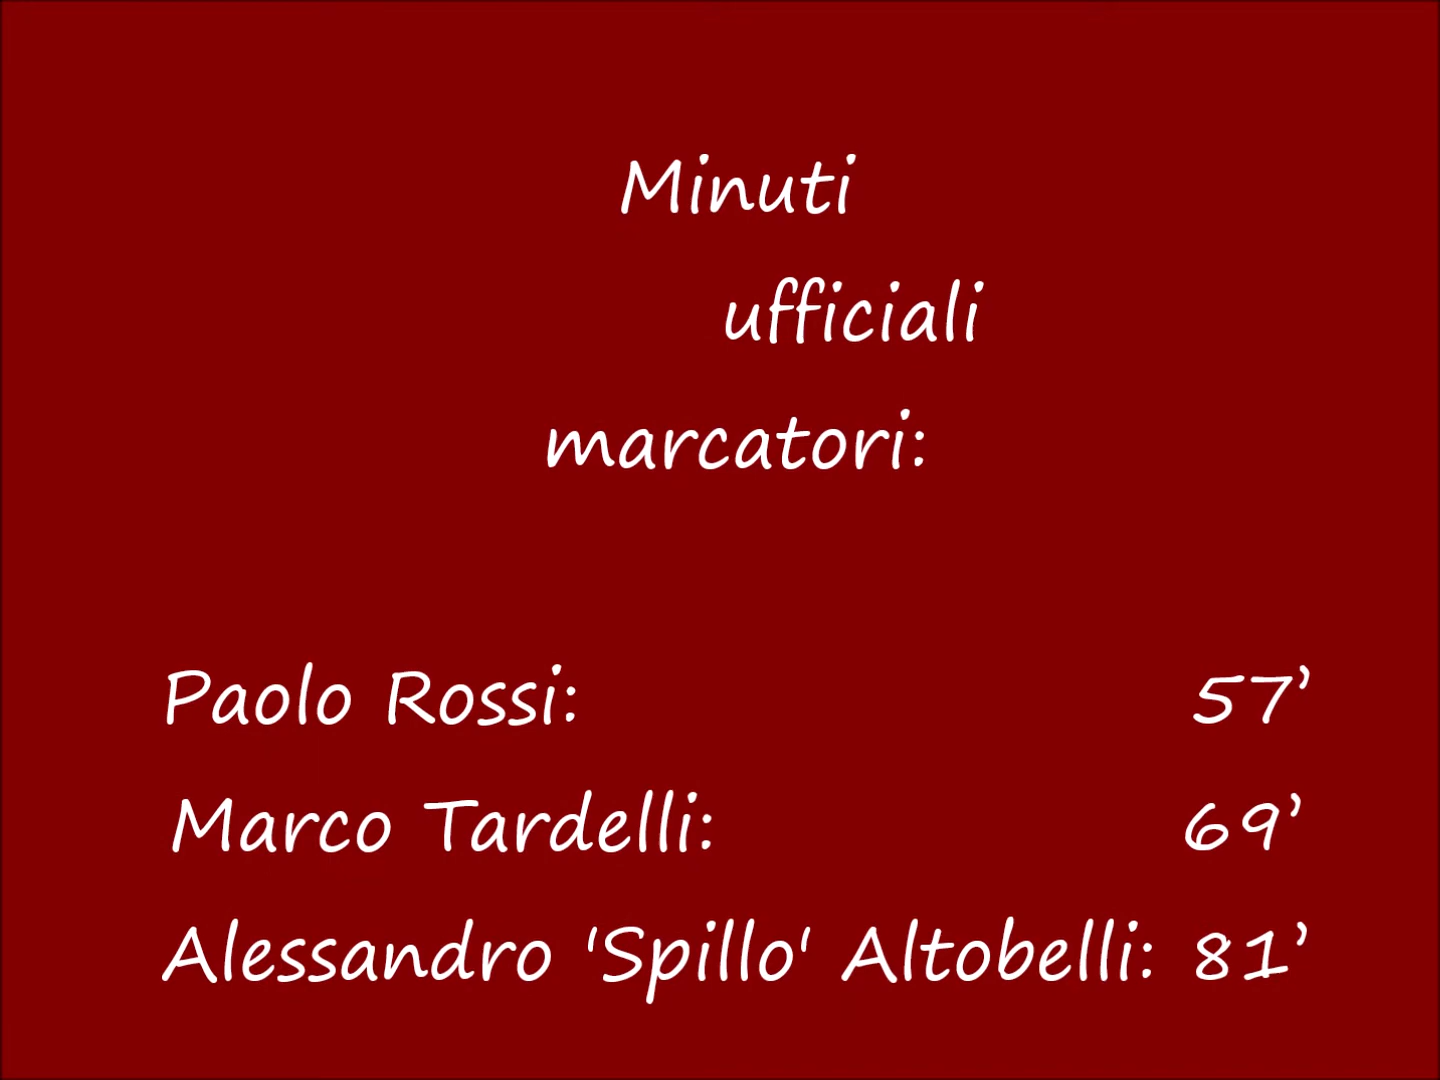 Minuti
ufficiali
marcatori:
Paolo Rossi: 57’
Marco Tardelli: 69’
Alessandro 'Spillo' Altobelli: 81’